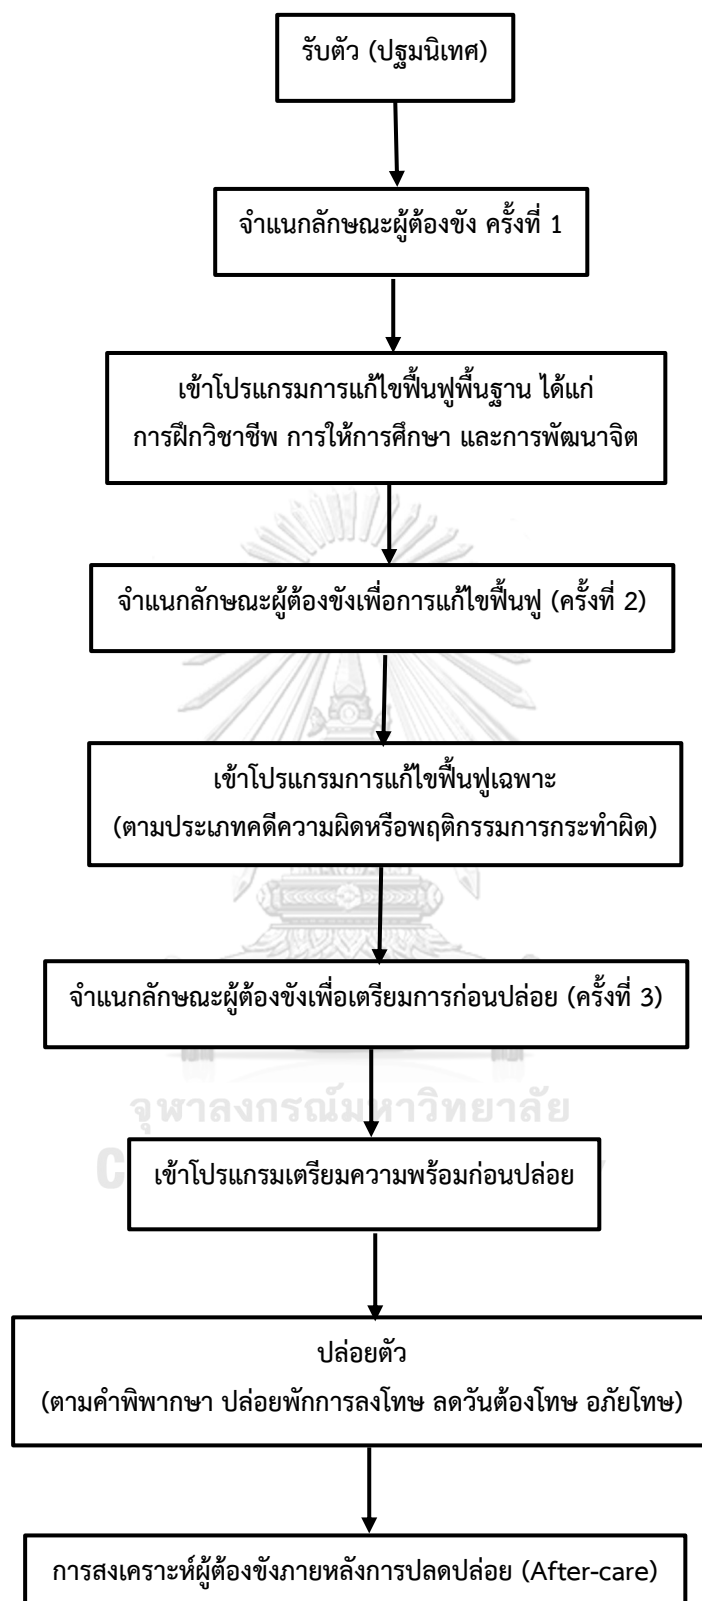 รับตัว (ปฐมนิเทศ)
จำแนกลักษณะผู้ต้องขัง ครั้งที่ 1
เข้าโปรแกรมการแก้ไขฟื้นฟูพื้นฐาน ได้แก่
การฝึกวิชาชีพ การให้การศึกษา และการพัฒนาจิต
จำแนกลักษณะผู้ต้องขังเพื่อการแก้ไขฟื้นฟู (ครั้งที่ 2)
เข้าโปรแกรมการแก้ไขฟื้นฟูเฉพาะ
(ตามประเภทคดีความผิดหรือพฤติกรรมการกระทำผิด)
จำแนกลักษณะผู้ต้องขังเพื่อเตรียมการก่อนปล่อย (ครั้งที่ 3)
จุฬาลงกรณ์มหาวิทยาลัย
เข้าโปรแกรมเตรียมความพร้อมก่อนปล่อย
ปล่อยตัว
(ตามคำพิพากษา ปล่อยพักการลงโทษ ลดวันต้องโทษ อภัยโทษ)
การสงเคราะห์ผู้ต้องขังภายหลังการปลดปล่อย (After-care)